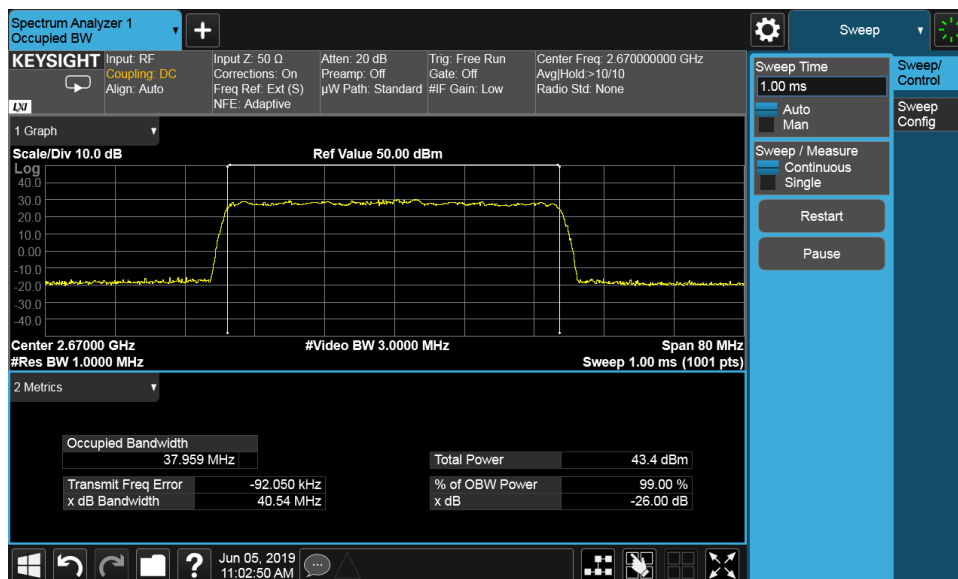 Spectrum Analyzer 1
Occupied BW
+
Sweep
KEYSIGHT
LXI
Input: RF
Coupling: DC
Align: Auto
Input Z: 50 Ω
Corrections: On
Freq Ref: Ext (S)
NFE: Adaptive
Atten: 20 dB
Preamp: Off
µW Path: Standard
Trig: Free Run
Gate: Off
#IF Gain: Low
Center Freq: 2.670000000 GHz
Avg|Hold:>10/10
Radio Std: None
Sweep Time
1.00 ms
Auto
Man
Sweep / Measure
Continuous
Single
Restart
Pause
Sweep/
Control
Sweep
Config
1 Graph
Scale/Div 10.0 dB
Ref Value 50.00 dBm
Log
40.0
30.0
20.0
10.0
0.00
-10.0
-20.0
-30.0
-40.0
Center 2.67000 GHz
#Video BW 3.0000 MHz
Span 80 MHz
#Res BW 1.0000 MHz
Sweep 1.00 ms (1001 pts)
2 Metrics
Occupied Bandwidth
37.959 MHz
Total Power 43.4 dBm
Transmit Freq Error -92.050 kHz
% of OBW Power 99.00 %
x dB Bandwidth 40.54 MHz
x dB -26.00 dB
?
Jun 05, 2019
11:02:50 AM